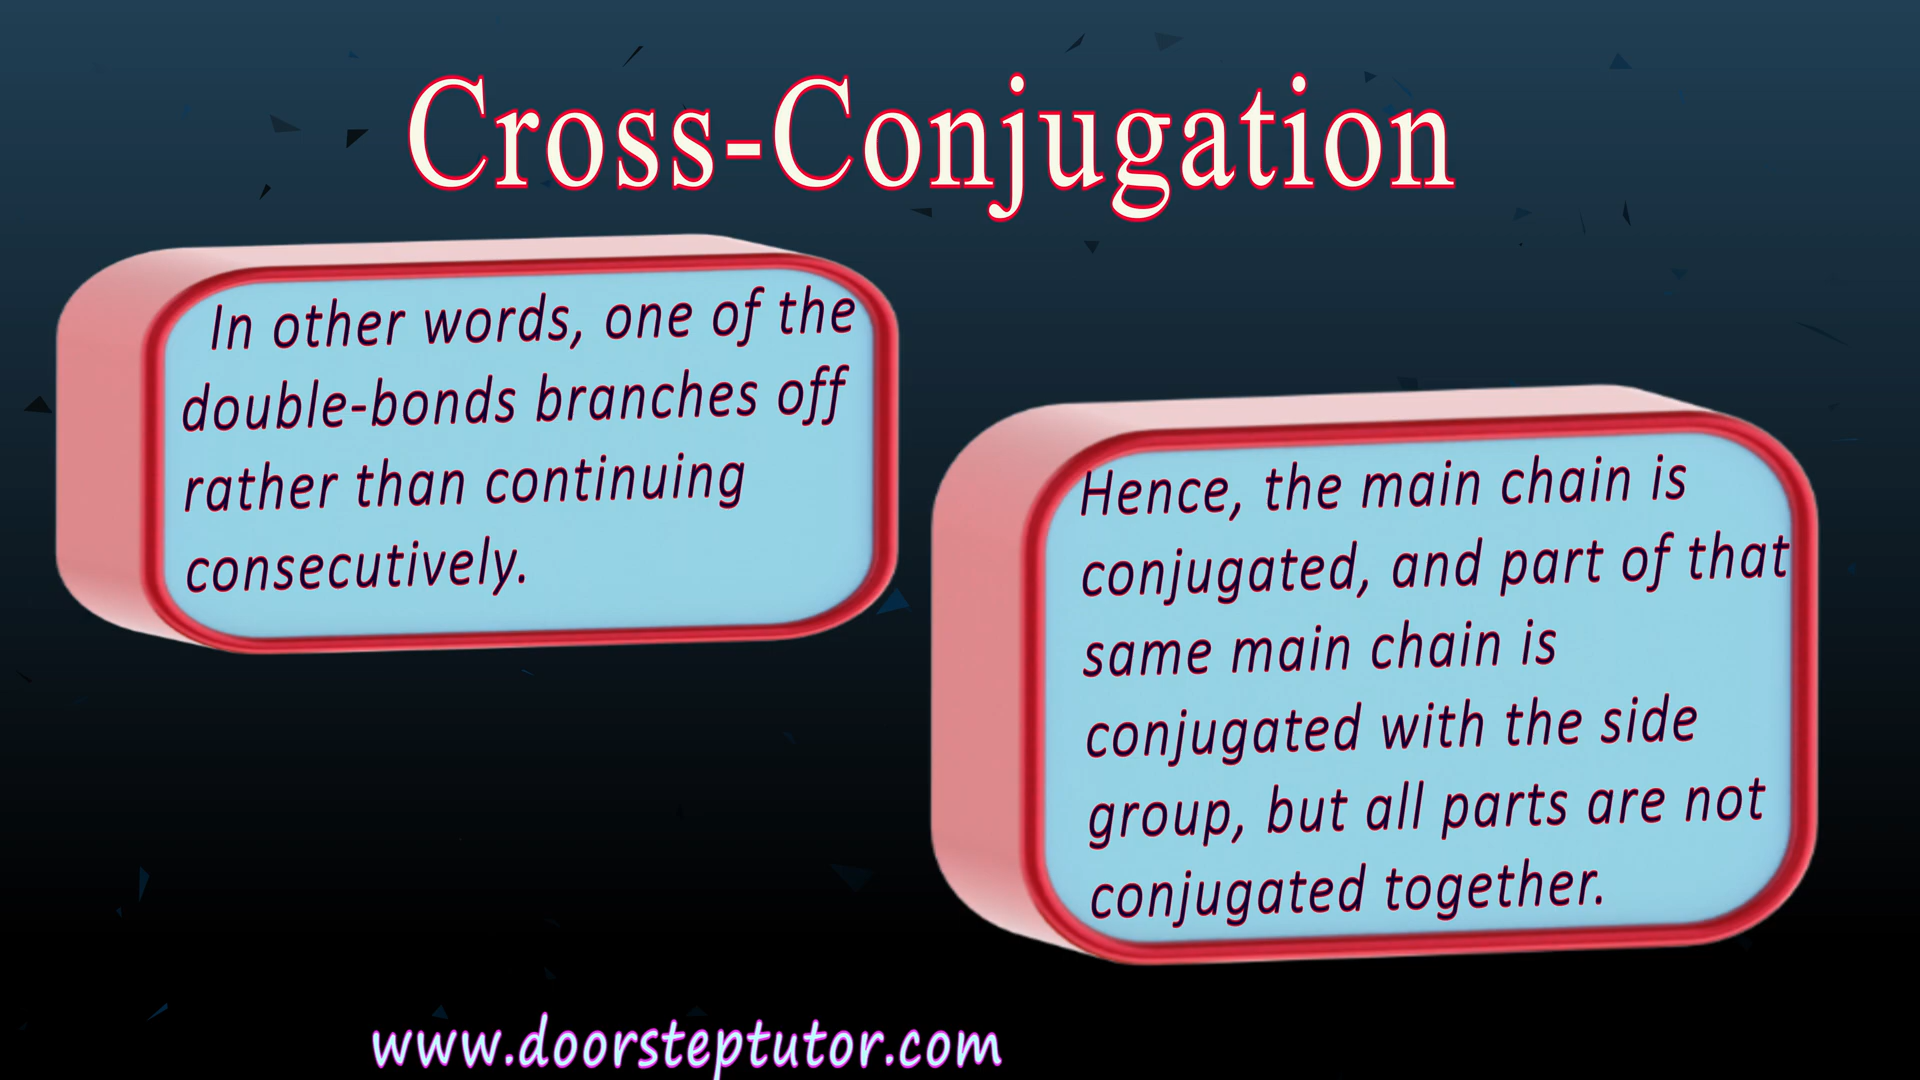 Cross-Conjugation
In other words, one of the
double-bonds branches off
rather than continuing
consecutively.
Hence, the main chain is
conjugated, and part of that
same main chain is
conjugated with the side
group, but all parts are not
conjugated together.
www.doorsteptutor.com